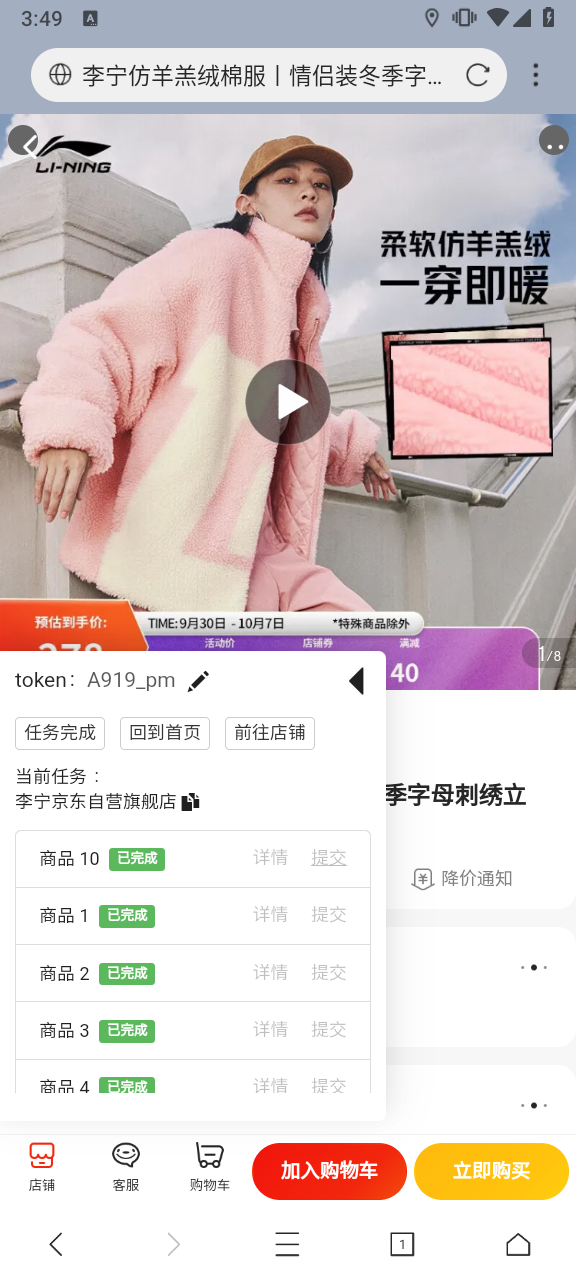 3:49
A
李宁仿羊羔绒棉服丨情侣装冬季字...
LI-NING
柔软仿羊羔绒
一穿即暖
预估到手价:
TIME:9月30日 - 10月7日
*特殊商品除外
活动价
店铺券
满减
40
1/8
token: A919_pm
任务完成
回到首页
前往店铺
当前任务：
李宁京东自营旗舰店
季字母刺绣立
降价通知
商品 10 已完成 详情 提交
商品 1 已完成 详情 提交
商品 2 已完成 详情 提交
商品 3 已完成 详情 提交
商品 4 已完成 详情 提交
店铺
客服
购物车
加入购物车
立即购买
1